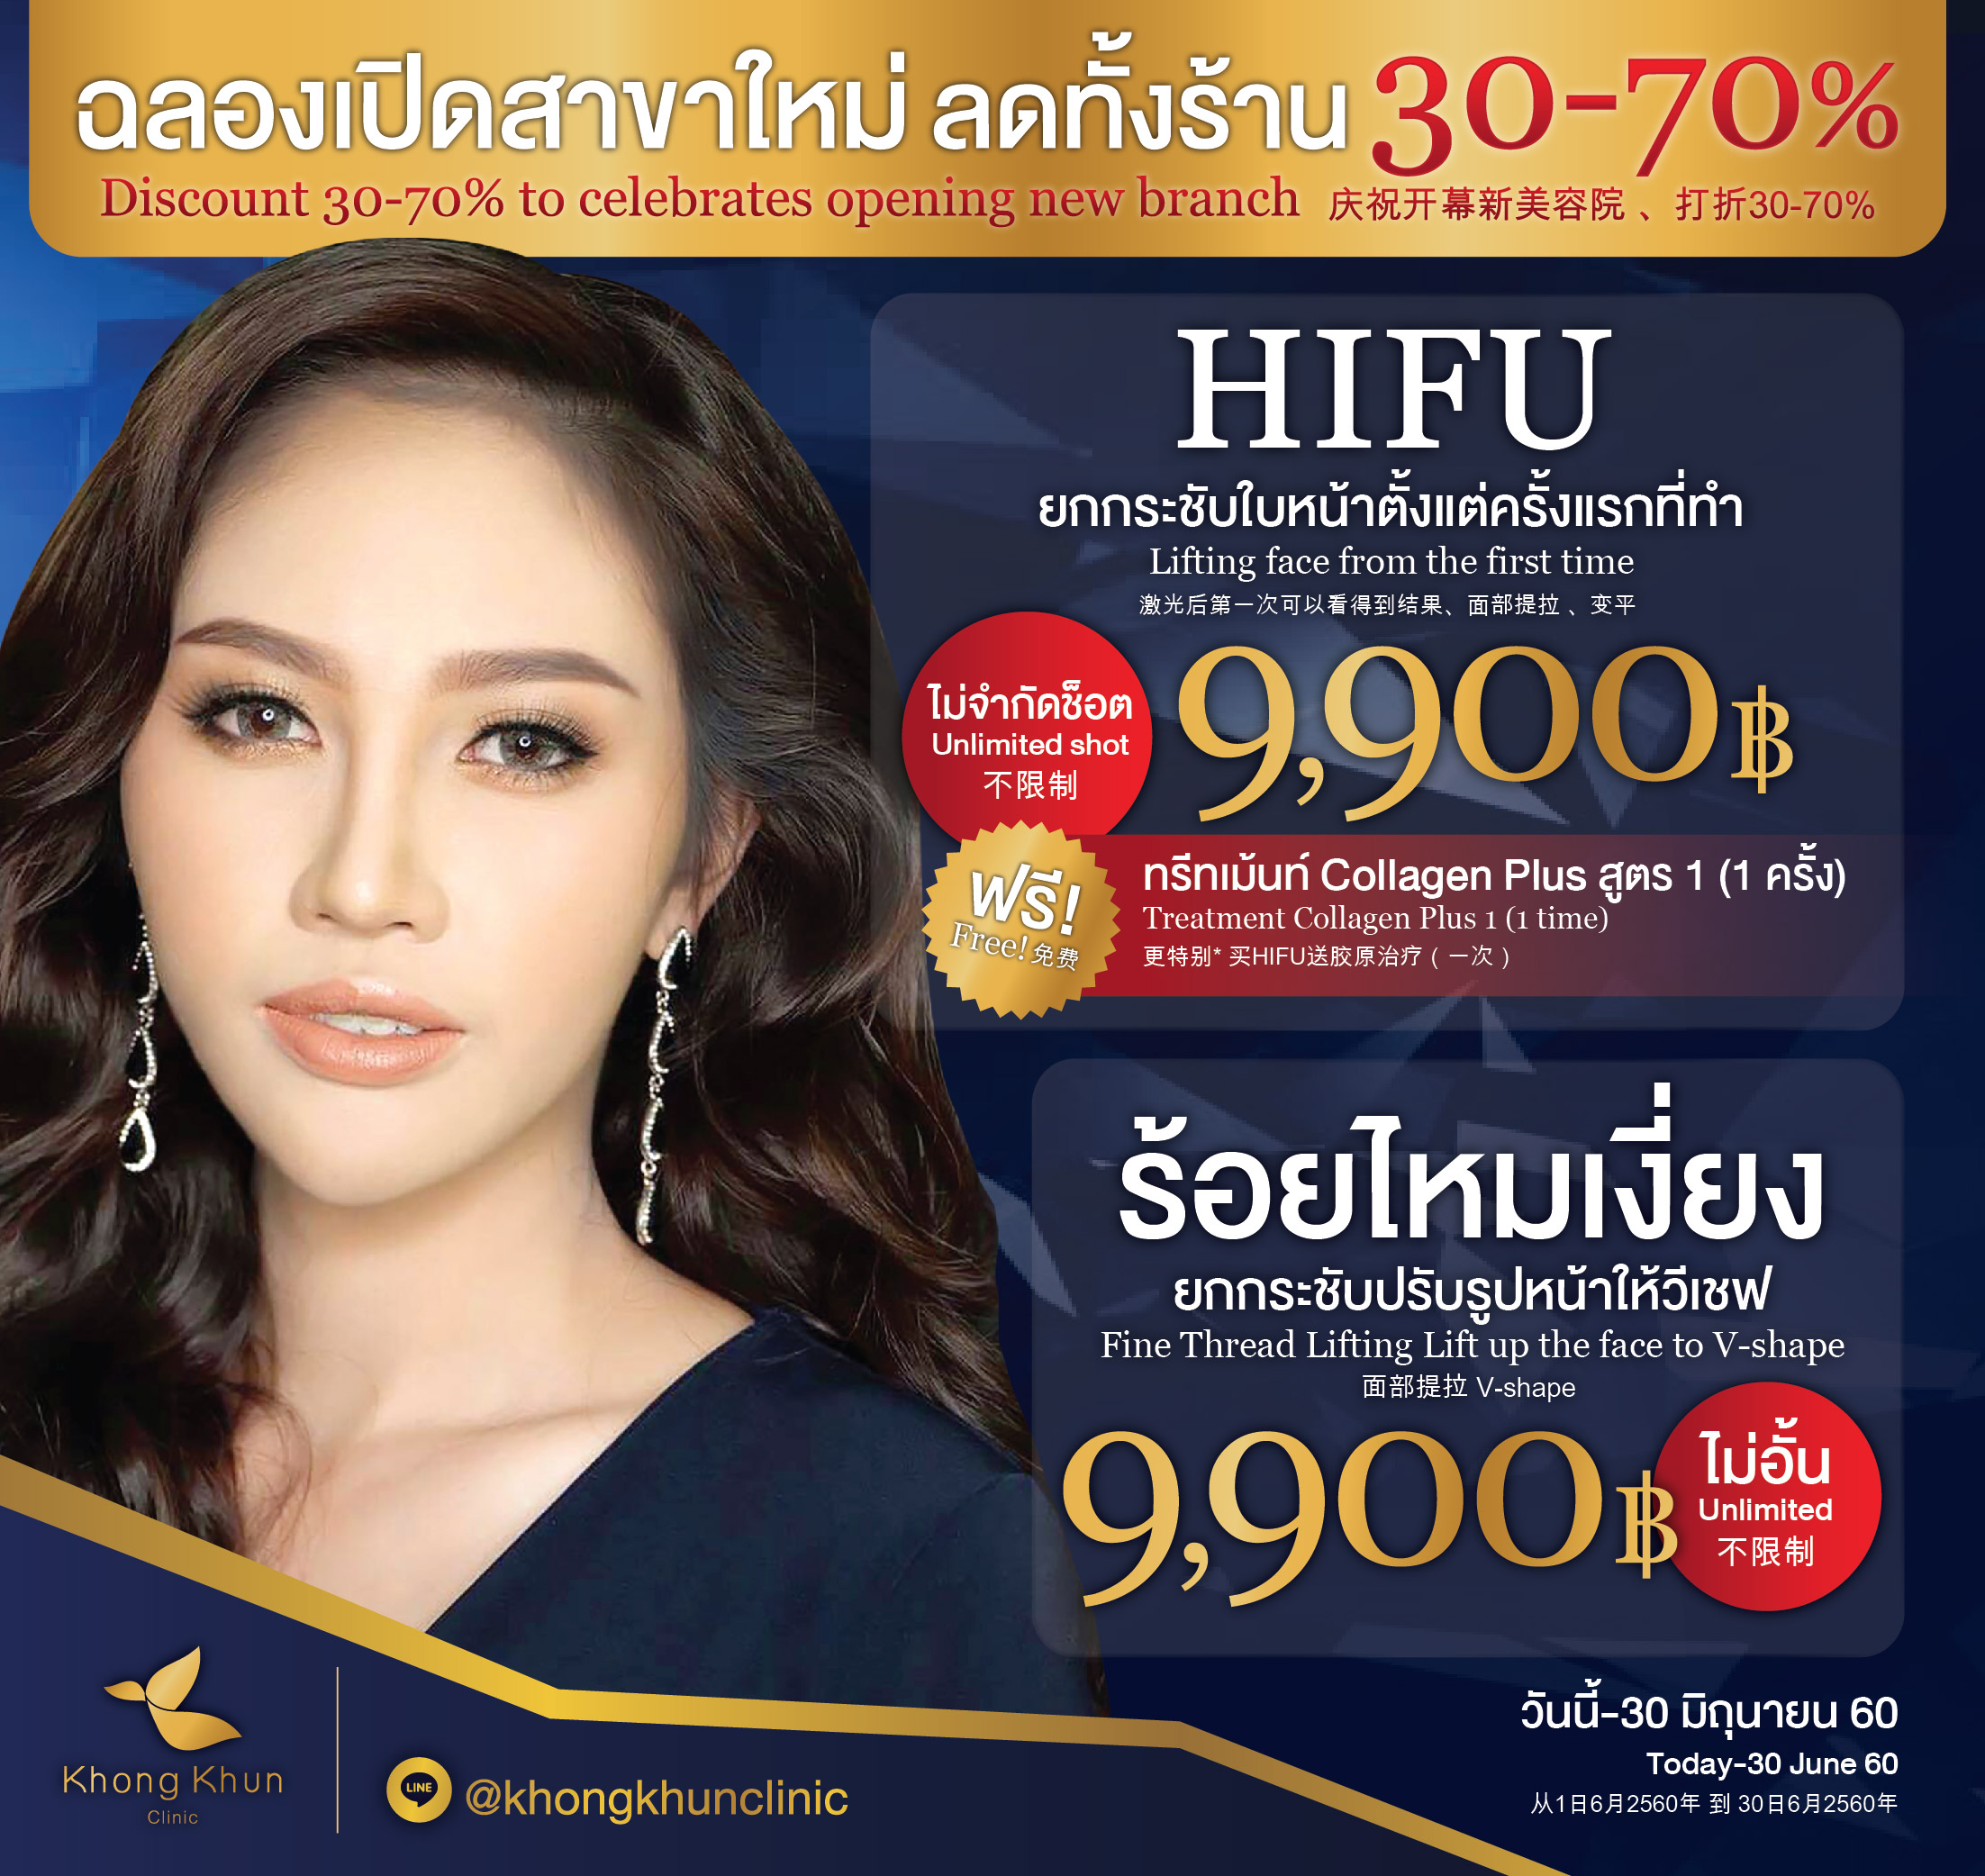 ฉลองเปิดสาขาใหม่ ลดทั้งร้าน 30-70%
Discount 30-70% to celebrates opening new branch 庆祝开幕新美容院 、打折30-70%
HIFU
ยกกระชับใบหน้าตั้งแต่ครั้งแรกที่ทำ
Lifting face from the first time
激光后第一次可以看得到结果、面部提拉 、变平
ไม่จำกัดช็อต
Unlimited shot
不限制
9,900฿
ฟรี!
Free! 免费
ทรีทเม้นท์ Collagen Plus สูตร 1 (1 ครั้ง)
Treatment Collagen Plus 1 (1 time)
更特别* 买HIFU送胶原治疗 ( 一次 )
ร้อยไหมเงี่ยง
ยกกระชับปรับรูปหน้าให้วีเชฟ
Fine Thread Lifting Lift up the face to V-shape
面部提拉 V-shape
9,900฿
ไม่อั้น
Unlimited
不限制
วันนี้-30 มิถุนายน 60
Today-30 June 60
从1日6月2560年 到 30日6月2560年
Khong Khun
Clinic
LINE
@khongkhunclinic